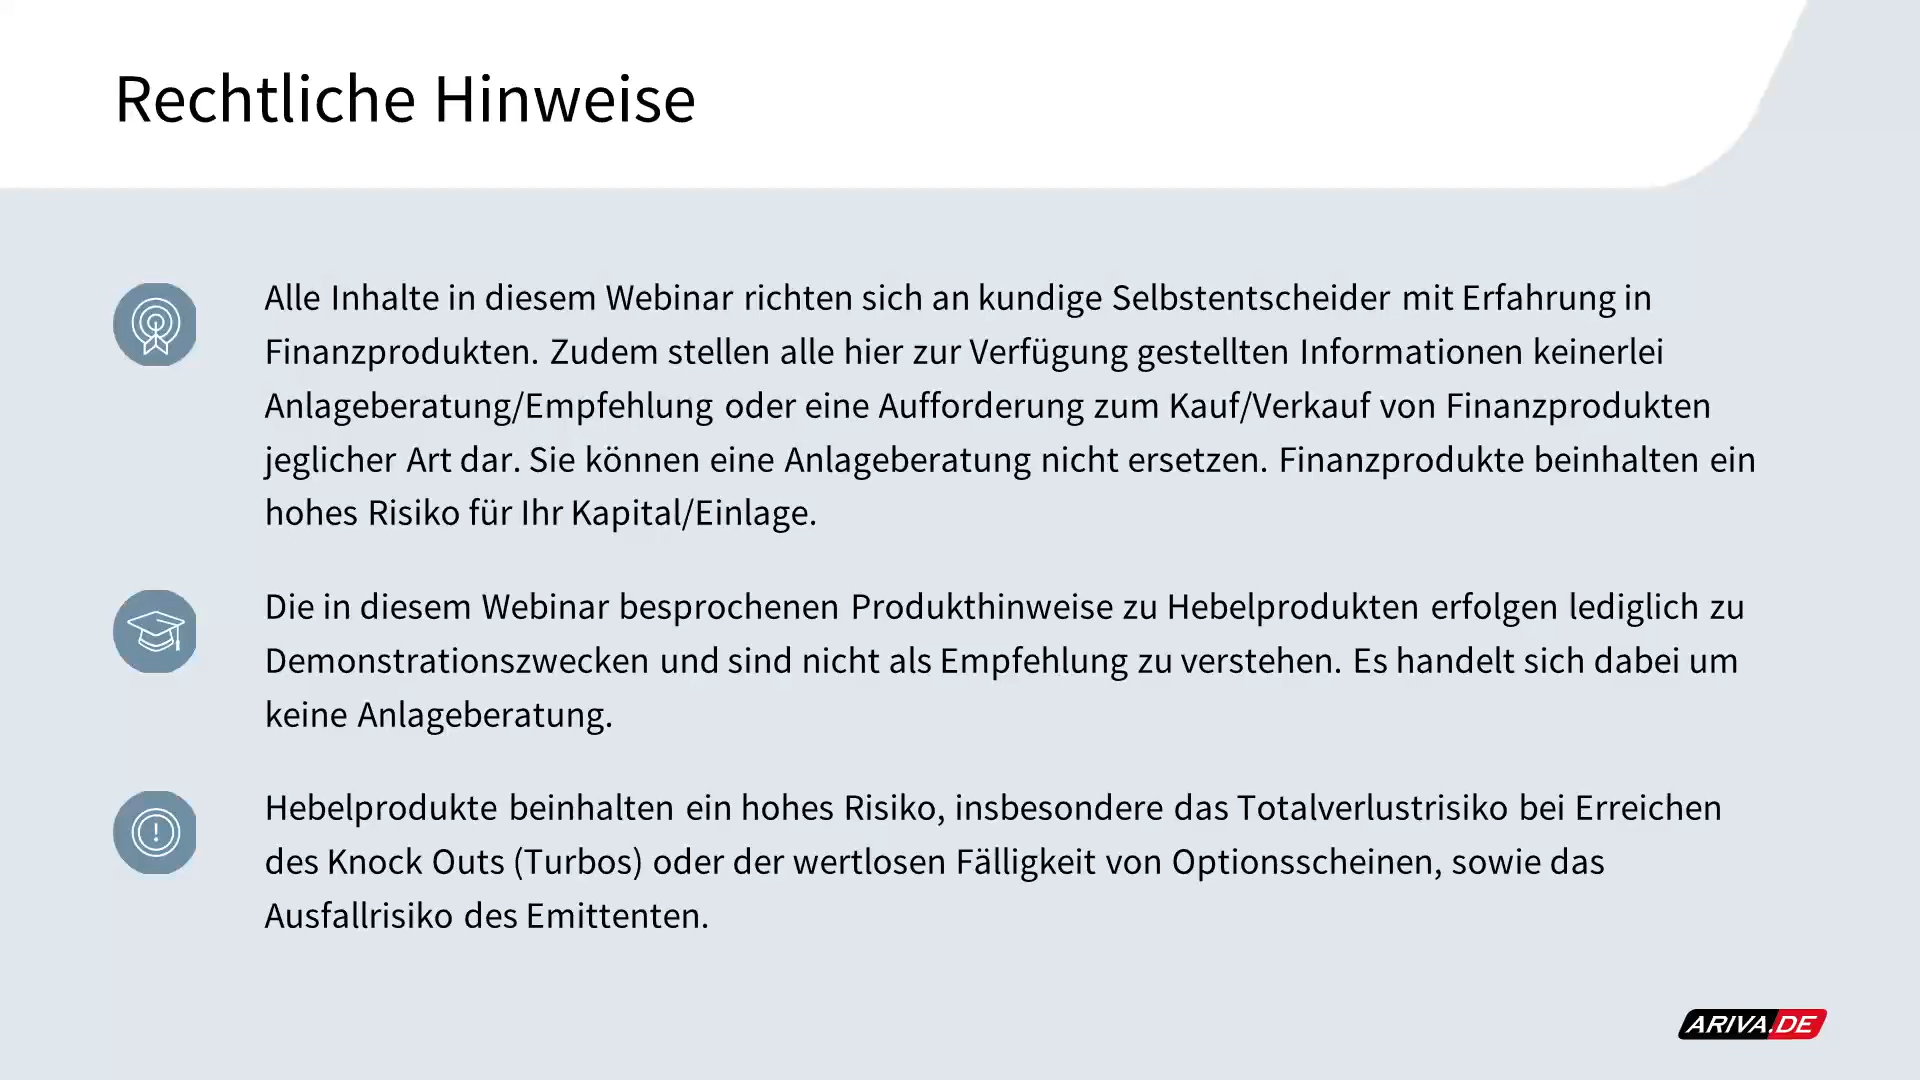 Rechtliche Hinweise
Alle Inhalte in diesem Webinar richten sich an kundige Selbstentscheider mit Erfahrung in
Finanzprodukten. Zudem stellen alle hier zur Verfügung gestellten Informationen keinerlei
Anlageberatung/Empfehlung oder eine Aufforderung zum Kauf/Verkauf von Finanzprodukten
jeglicher Art dar. Sie können eine Anlageberatung nicht ersetzen. Finanzprodukte beinhalten ein
hohes Risiko für Ihr Kapital/Einlage.
Die in diesem Webinar besprochenen Produkthinweise zu Hebelprodukten erfolgen lediglich zu
Demonstrationszwecken und sind nicht als Empfehlung zu verstehen. Es handelt sich dabei um
keine Anlageberatung.
Hebelprodukte beinhalten ein hohes Risiko, insbesondere das Totalverlustrisiko bei Erreichen
des Knock Outs (Turbos) oder der wertlosen Fälligkeit von Optionsscheinen, sowie das
Ausfallrisiko des Emittenten.
ARIVA.DE